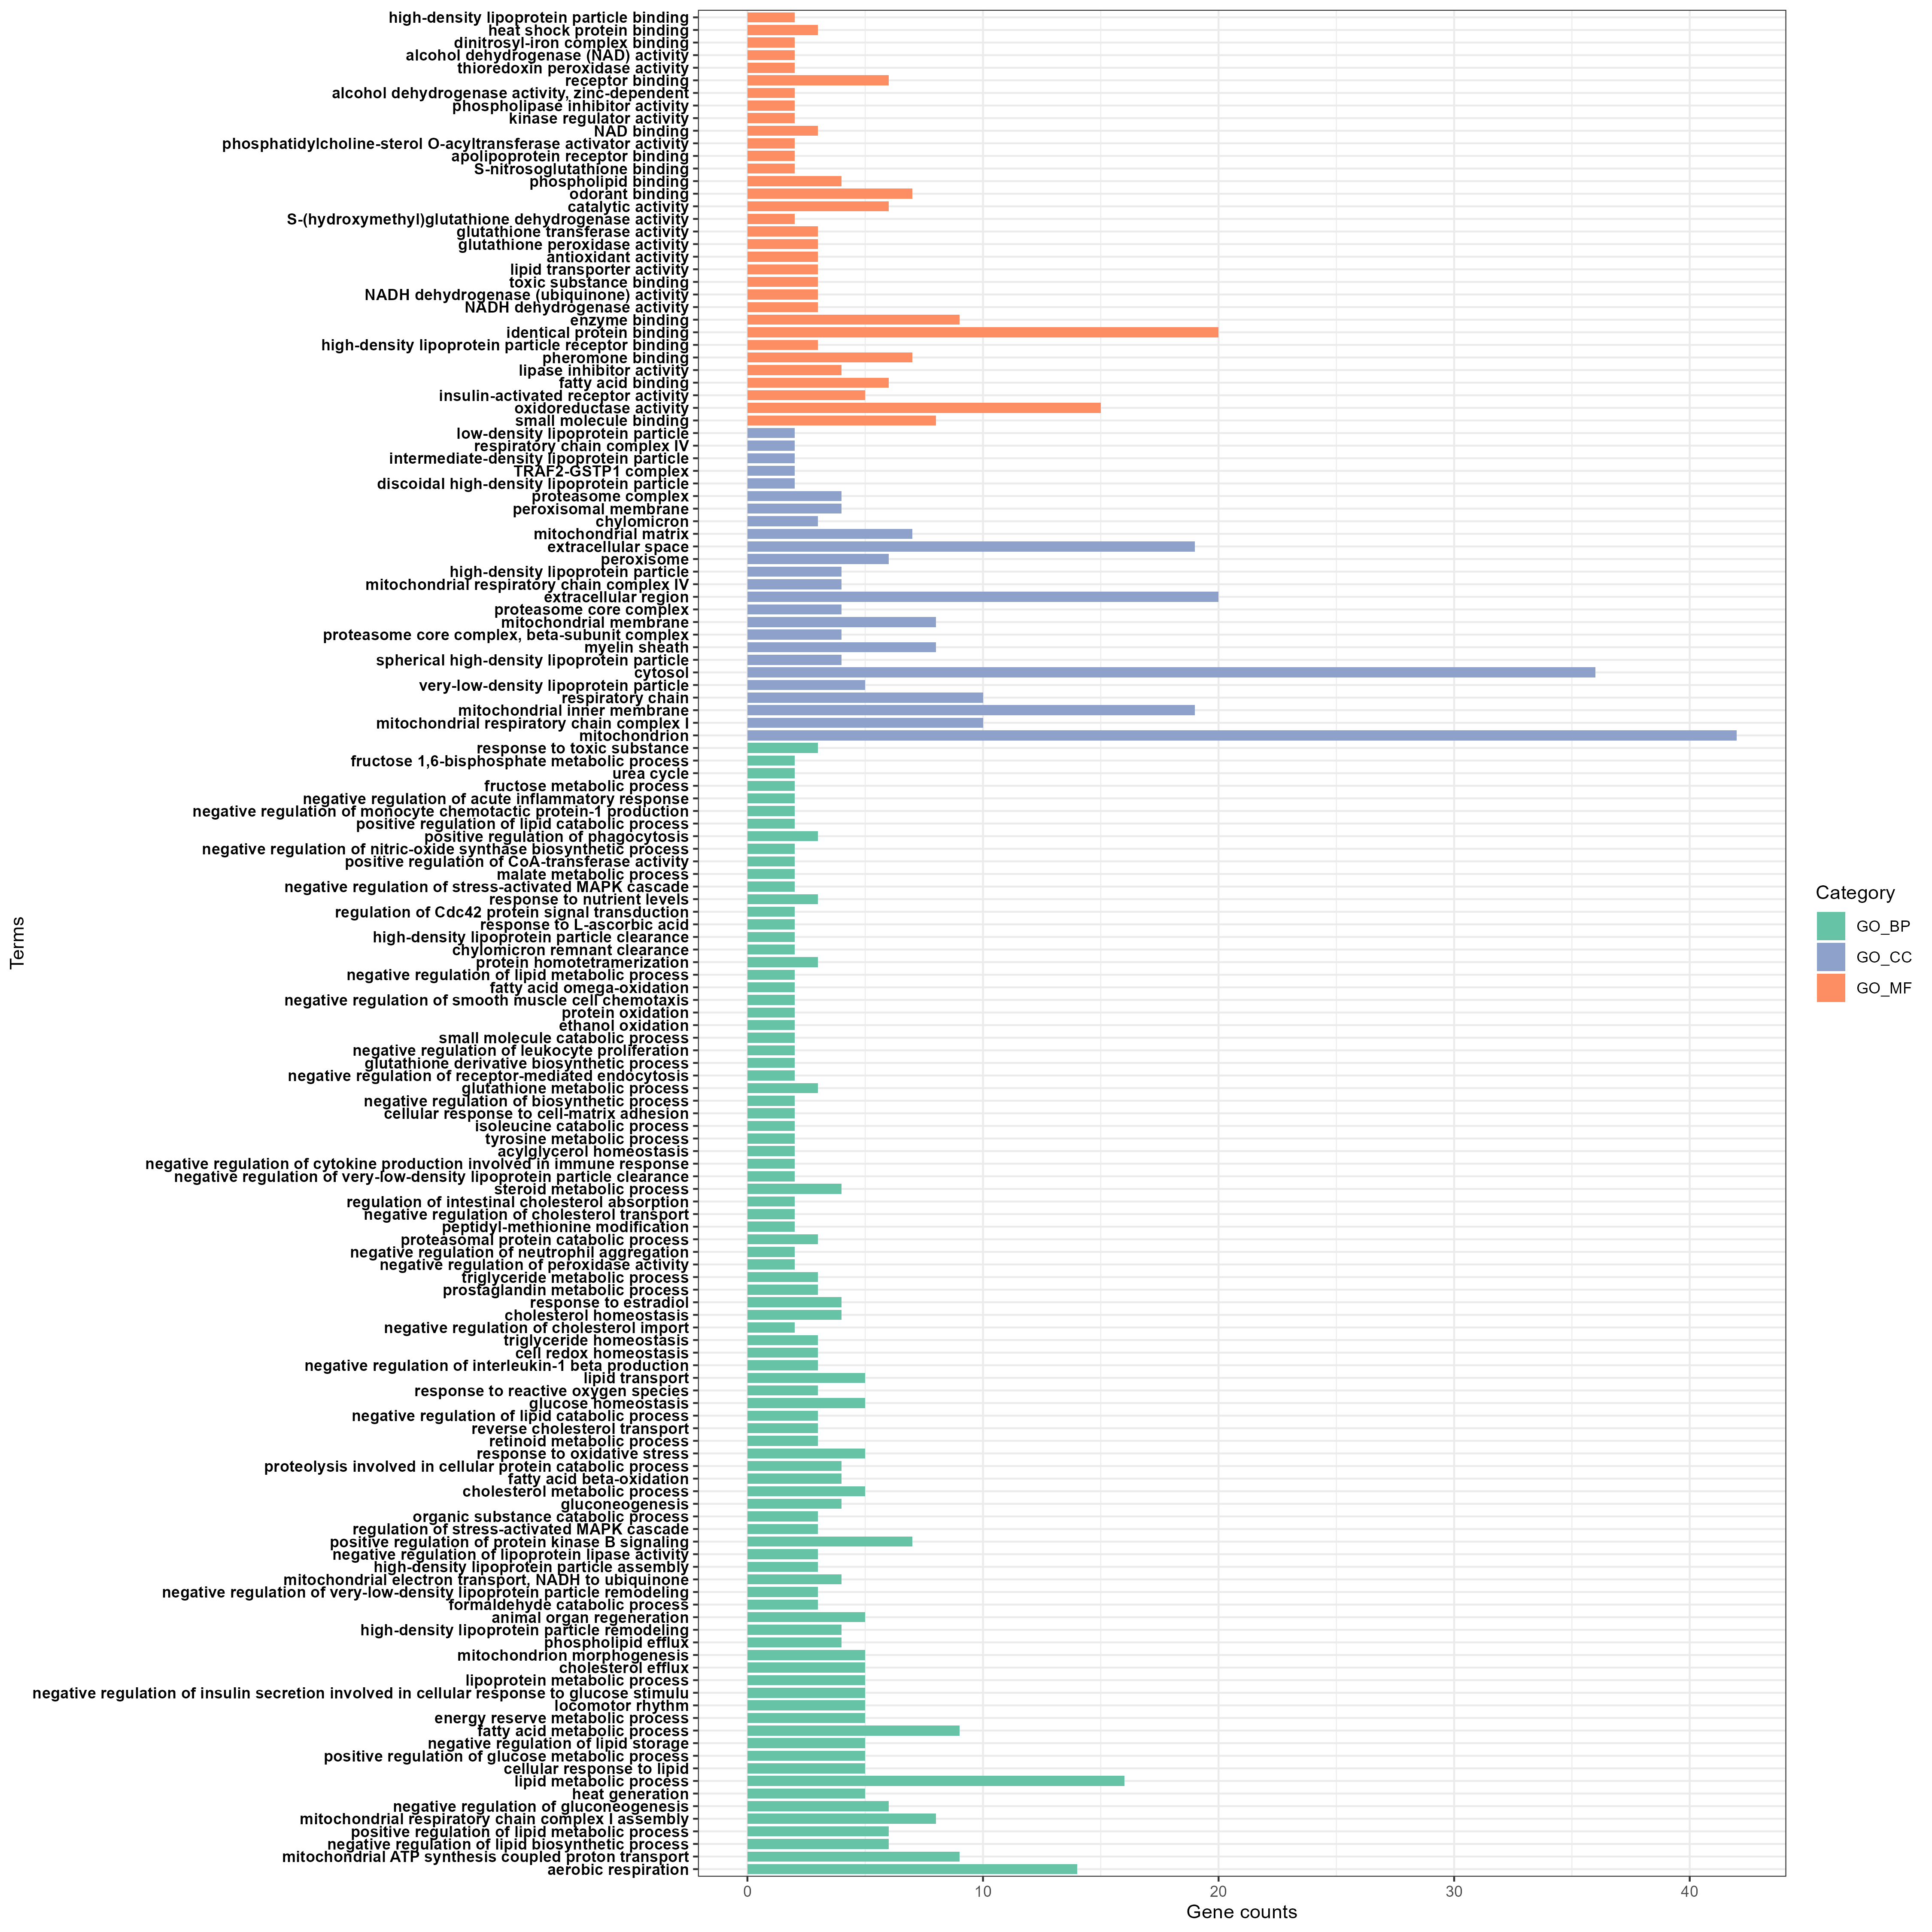 high-density lipoprotein particle binding
heat shock protein binding
dinitrosyl-iron complex binding
alcohol dehydrogenase (NAD) activity
thioredoxin peroxidase activity
receptor binding
alcohol dehydrogenase activity, zinc-dependent
phospholipase inhibitor activity
kinase regulator activity
NAD binding
phosphatidylcholine-sterol O-acyltransferase activator activity
apolipoprotein receptor binding
S-nitrosoglutathione binding
phospholipid binding
odorant binding
catalytic activity
S-(hydroxymethyl)glutathione dehydrogenase activity
glutathione transferase activity
glutathione peroxidase activity
antioxidant activity
lipid transporter activity
toxic substance binding
NADH dehydrogenase (ubiquinone) activity
NADH dehydrogenase activity
enzyme binding
identical protein binding
high-density lipoprotein particle receptor binding
pheromone binding
lipase inhibitor activity
fatty acid binding
insulin-activated receptor activity
oxidoreductase activity
small molecule binding
low-density lipoprotein particle
respiratory chain complex IV
intermediate-density lipoprotein particle
TRAF2-GSTP1 complex
discoidal high-density lipoprotein particle
proteasome complex
peroxisomal membrane
chylomicron
mitochondrial matrix
extracellular space
peroxisome
high-density lipoprotein particle
mitochondrial respiratory chain complex IV
extracellular region
proteasome core complex
mitochondrial membrane
proteasome core complex, beta-subunit complex
myelin sheath
spherical high-density lipoprotein particle
cytosol
very-low-density lipoprotein particle
respiratory chain
mitochondrial inner membrane
mitochondrial respiratory chain complex I
mitochondrion
response to toxic substance
fructose 1,6-bisphosphate metabolic process
urea cycle
fructose metabolic process
negative regulation of acute inflammatory response
negative regulation of monocyte chemotactic protein-1 production
positive regulation of lipid catabolic process
positive regulation of phagocytosis
negative regulation of nitric-oxide synthase biosynthetic process
positive regulation of CoA-transferase activity
malate metabolic process
negative regulation of stress-activated MAPK cascade
response to nutrient levels
regulation of Cdc42 protein signal transduction
response to L-ascorbic acid
high-density lipoprotein particle clearance
chylomicron remnant clearance
protein homotetramerization
negative regulation of lipid metabolic process
fatty acid omega-oxidation
negative regulation of smooth muscle cell chemotaxis
protein oxidation
ethanol oxidation
small molecule catabolic process
negative regulation of leukocyte proliferation
glutathione derivative biosynthetic process
negative regulation of receptor-mediated endocytosis
glutathione metabolic process
negative regulation of biosynthetic process
cellular response to cell-matrix adhesion
isoleucine catabolic process
tyrosine metabolic process
acylglycerol homeostasis
negative regulation of cytokine production involved in immune response
negative regulation of very-low-density lipoprotein particle clearance
steroid metabolic process
regulation of intestinal cholesterol absorption
negative regulation of cholesterol transport
peptidyl-methionine modification
proteasomal protein catabolic process
negative regulation of neutrophil aggregation
negative regulation of peroxidase activity
triglyceride metabolic process
prostaglandin metabolic process
response to estradiol
cholesterol homeostasis
negative regulation of cholesterol import
triglyceride homeostasis
cell redox homeostasis
negative regulation of interleukin-1 beta production
lipid transport
response to reactive oxygen species
glucose homeostasis
negative regulation of lipid catabolic process
reverse cholesterol transport
retinoid metabolic process
response to oxidative stress
proteolysis involved in cellular protein catabolic process
fatty acid beta-oxidation
cholesterol metabolic process
gluconeogenesis
organic substance catabolic process
regulation of stress-activated MAPK cascade
positive regulation of protein kinase B signaling
negative regulation of lipoprotein lipase activity
high-density lipoprotein particle assembly
mitochondrial electron transport, NADH to ubiquinone
negative regulation of very-low-density lipoprotein particle remodeling
formaldehyde catabolic process
animal organ regeneration
high-density lipoprotein particle remodeling
phospholipid efflux
mitochondrion morphogenesis
cholesterol efflux
lipoprotein metabolic process
negative regulation of insulin secretion involved in cellular response to glucose stimulu
locomotor rhythm
energy reserve metabolic process
fatty acid metabolic process
negative regulation of lipid storage
positive regulation of glucose metabolic process
cellular response to lipid
lipid metabolic process
heat generation
negative regulation of gluconeogenesis
mitochondrial respiratory chain complex I assembly
positive regulation of lipid metabolic process
negative regulation of lipid biosynthetic process
mitochondrial ATP synthesis coupled proton transport
aerobic respiration
Terms
0 10 20 30 40
Gene counts
Category
GO_BP
GO_CC
GO_MF